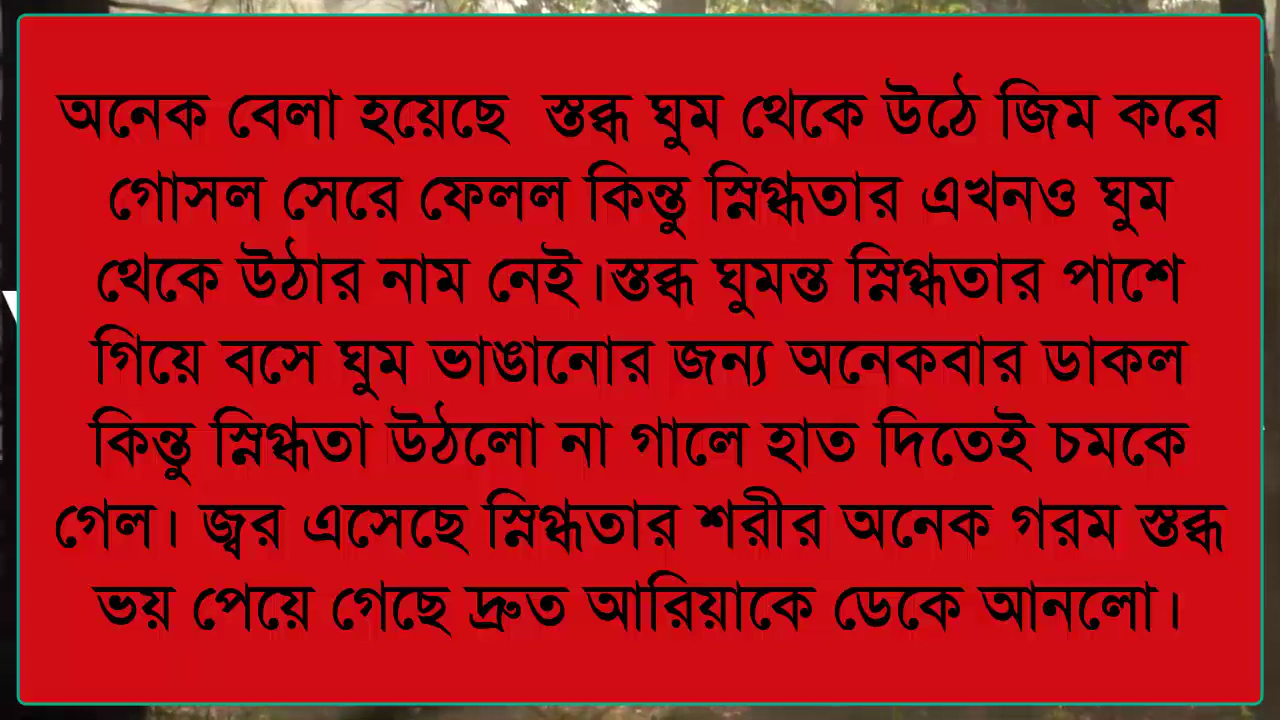 অনেক বেলা হয়েছে স্তব্ধ ঘুম থেকে উঠে জিম করে
গোসল সেরে ফেলল কিন্তু স্নিগ্ধতার এখনও ঘুম
থেকে উঠার নাম নেই।স্তব্ধ ঘুমন্ত স্নিগ্ধতার পাশে
গিয়ে বসে ঘুম ভাঙানোর জন্য অনেকবার ডাকল
কিন্তু স্নিগ্ধতা উঠলো না গালে হাত দিতেই চমকে
গেল। জ্বর এসেছে স্নিগ্ধতার শরীর অনেক গরম স্তব্ধ
ভয় পেয়ে গেছে দ্রুত আরিয়াকে ডেকে আনলো।